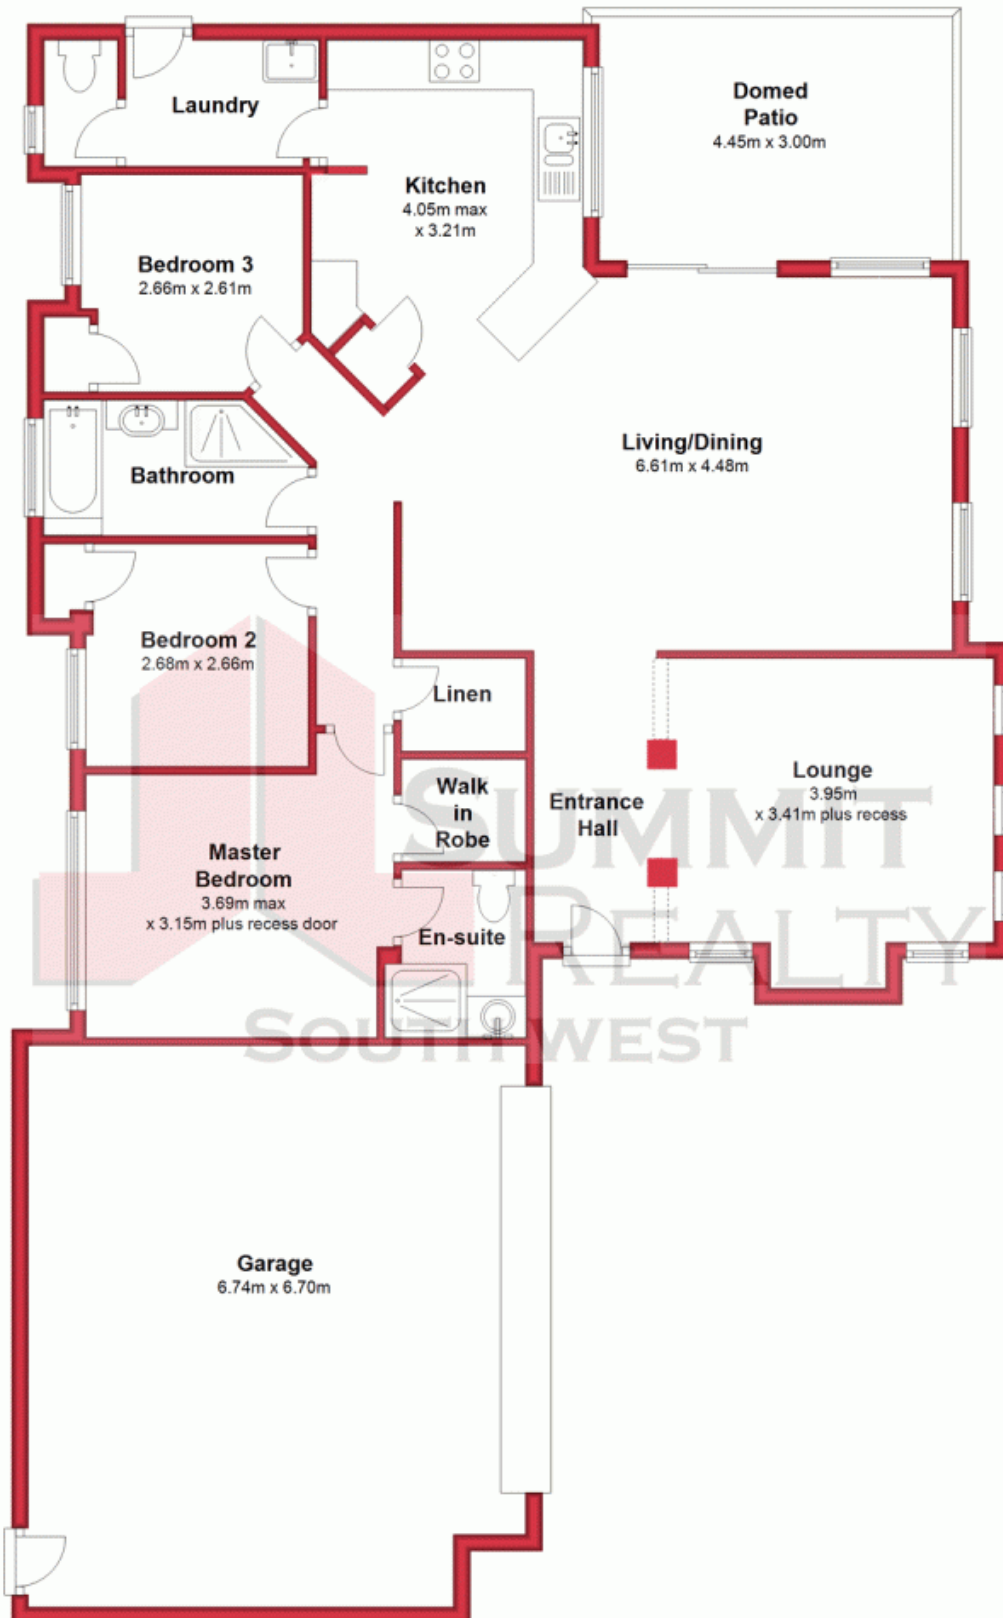 Laundry
Domed
Patio
4.45m x 3.00m
Kitchen
4.05m max
x 3.21m
Bedroom 3
2.66m x 2.61m
Living/Dining
6.61m x 4.48m
Bathroom
Bedroom 2
2.68m x 2.66m
Linen
Walk
in
Robe
Entrance
Hall
Lounge
3.95m
x 3.41m plus recess
Master
Bedroom
3.69m max
x 3.15m plus recess door
En-suite
SUMMIT
REALTY
SOUTH WEST
Garage
6.74m x 6.70m